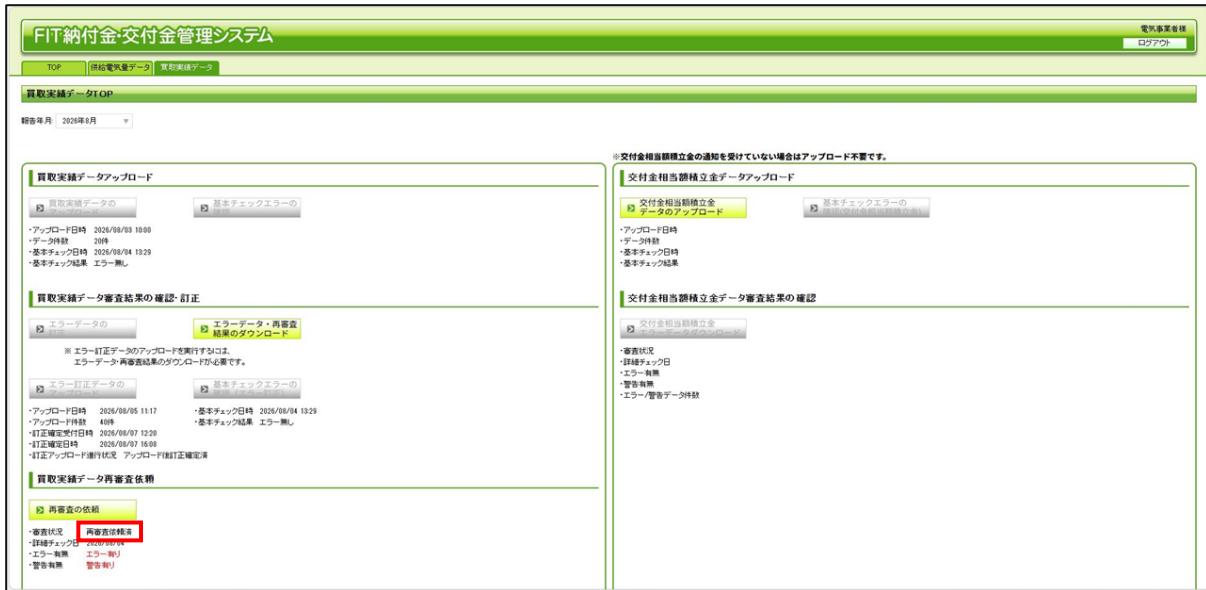 FIT納付金・交付金管理システム
電気事業者様
ログアウト
TOP 供給電気量データ 買取実績データ
買取実績データTOP
報告年月 2026年8月
※交付金相当額積立金の通知を受けていない場合はアップロード不要です。
買取実績データアップロード
買取実績データの
アップロード
基本チェックエラーの
・アップロード日時 2026/08/03 18:00
・データ件数 20件
・基本チェック日時 2026/08/04 13:29
・基本チェック結果 エラー無し
買取実績データ審査結果の確認・訂正
エラーデータの
訂正
エラーデータ・再審査
結果のダウンロード
※ エラー訂正データのアップロードを実行するには、
エラーデータ・再審査結果のダウンロードが必要です。
エラー訂正データの
アップロード
基本チェックエラーの
・アップロード日時 2026/08/05 11:17
・アップロード件数 40件
・訂正確定受付日時 2026/08/07 12:20
・訂正確定日時 2026/08/07 16:08
・訂正アップロード進行状況 アップロード後訂正確定済
・基本チェック日時 2026/08/04 13:29
・基本チェック結果 エラー無し
買取実績データ再審査依頼
再審査の依頼
・審査状況 再審査依頼済
・詳細チェック日 2026/08/04
・エラー有無 エラー有り
・警告有無 警告有り
交付金相当額積立金データアップロード
交付金相当額積立金
データのアップロード
基本チェックエラーの
確認(交付金相当額積立金)
・アップロード日時
・データ件数
・基本チェック日時
・基本チェック結果
交付金相当額積立金データ審査結果の確認
交付金相当額積立金
エラーデータダウンロード
・審査状況
・詳細チェック日
・エラー有無
・警告有無
・エラー/警告データ件数